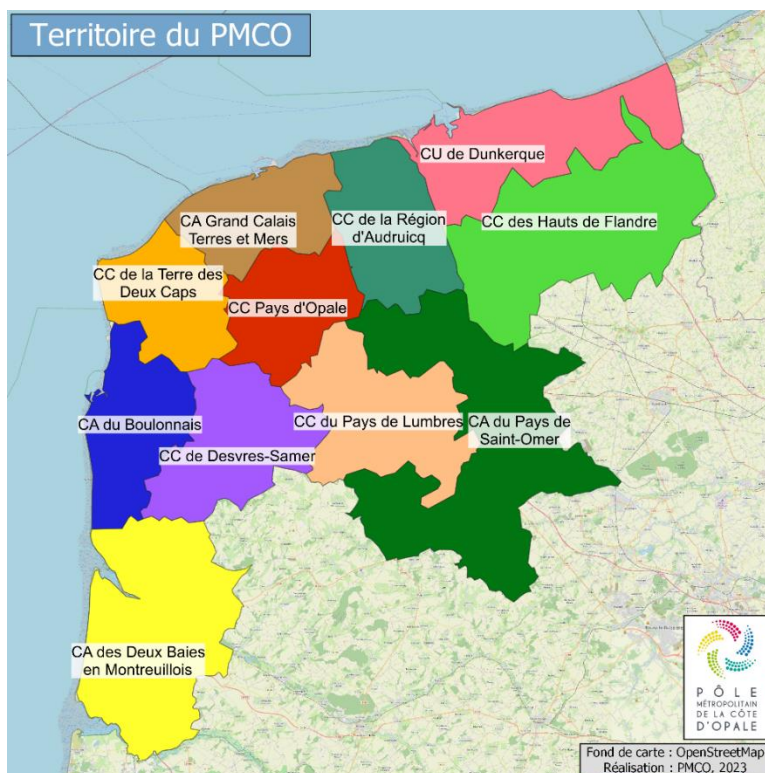 Territoire du PMCO
CU de Dunkerque
CA Grand Calais
Terres et Mers
CC de la Région
d'Audruicq
CC des Hauts de Flandre
CC de la Terre des
Deux Caps
CC Pays d'Opale
CA du Boulonnais
CC du Pays de Lumbres
CA du Pays de
Saint-Omer
CC de Desvres-Samer
CA des Deux Baies
en Montreuillois
PÔLE
MÉTROPOLITAIN
DE LA CÔTE
D'OPALE
Fond de carte : OpenStreetMap
Réalisation : PMCO, 2023